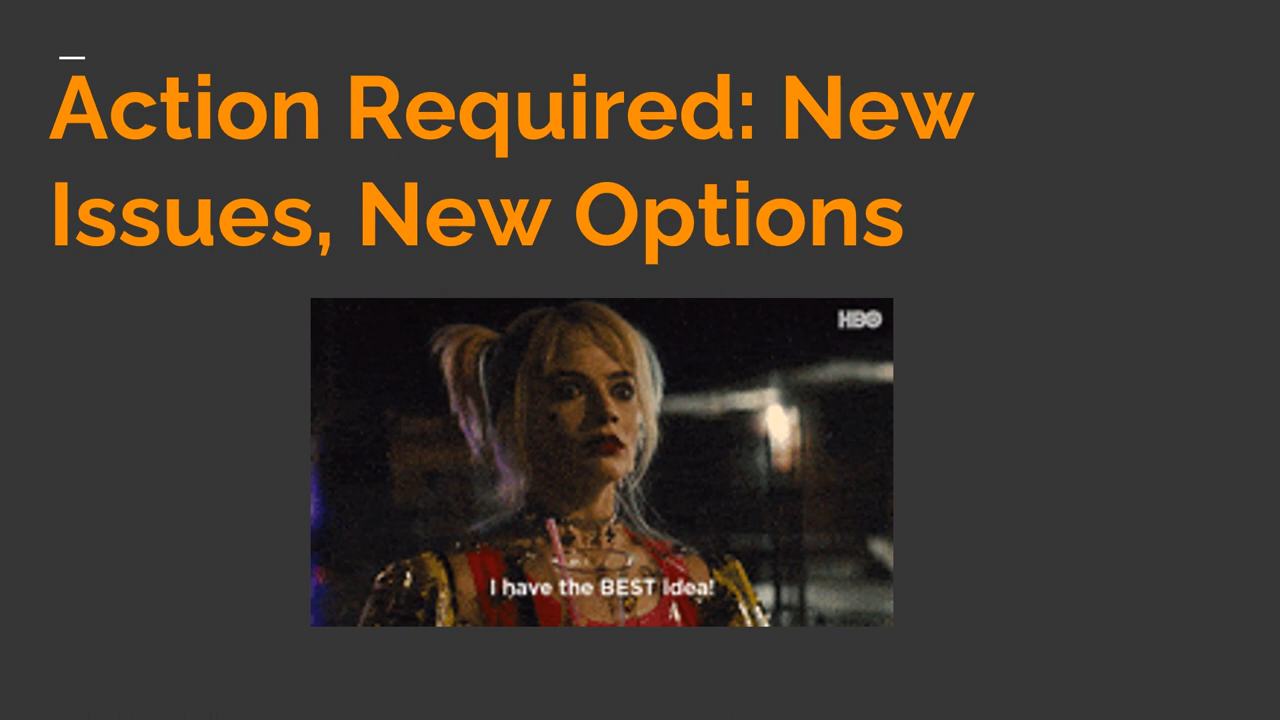 Action Required: New
Issues, New Options
HBO
I have the BEST Idea!